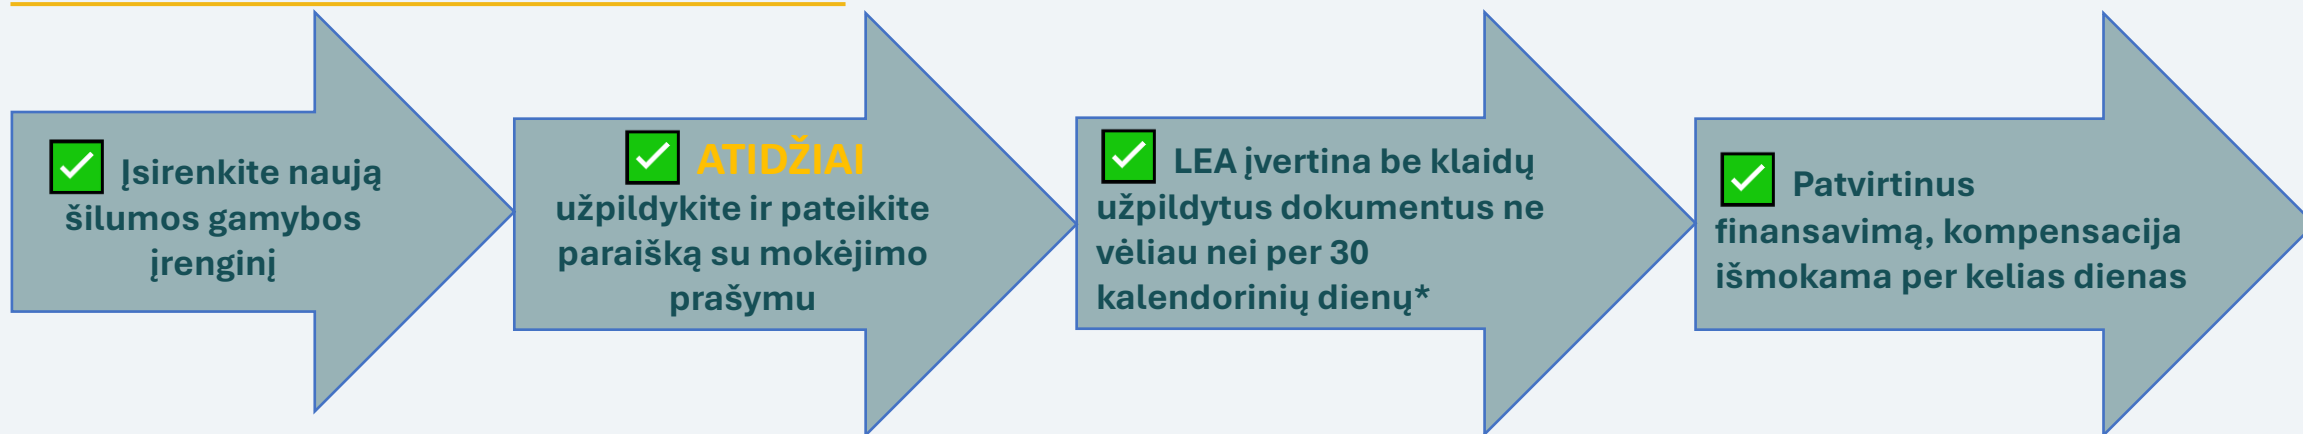 Įsirenkite naują
šilumos gamybos
įrenginį
ATIDŽIAI
užpildykite ir pateikite
paraišką su mokėjimo
prašymu
LEA įvertina be klaidų
užpildytus dokumentus ne
vėliau nei per 30
kalendorinių dienų*
Patvirtinus
finansavimą, kompensacija
išmokama per kelias dienas